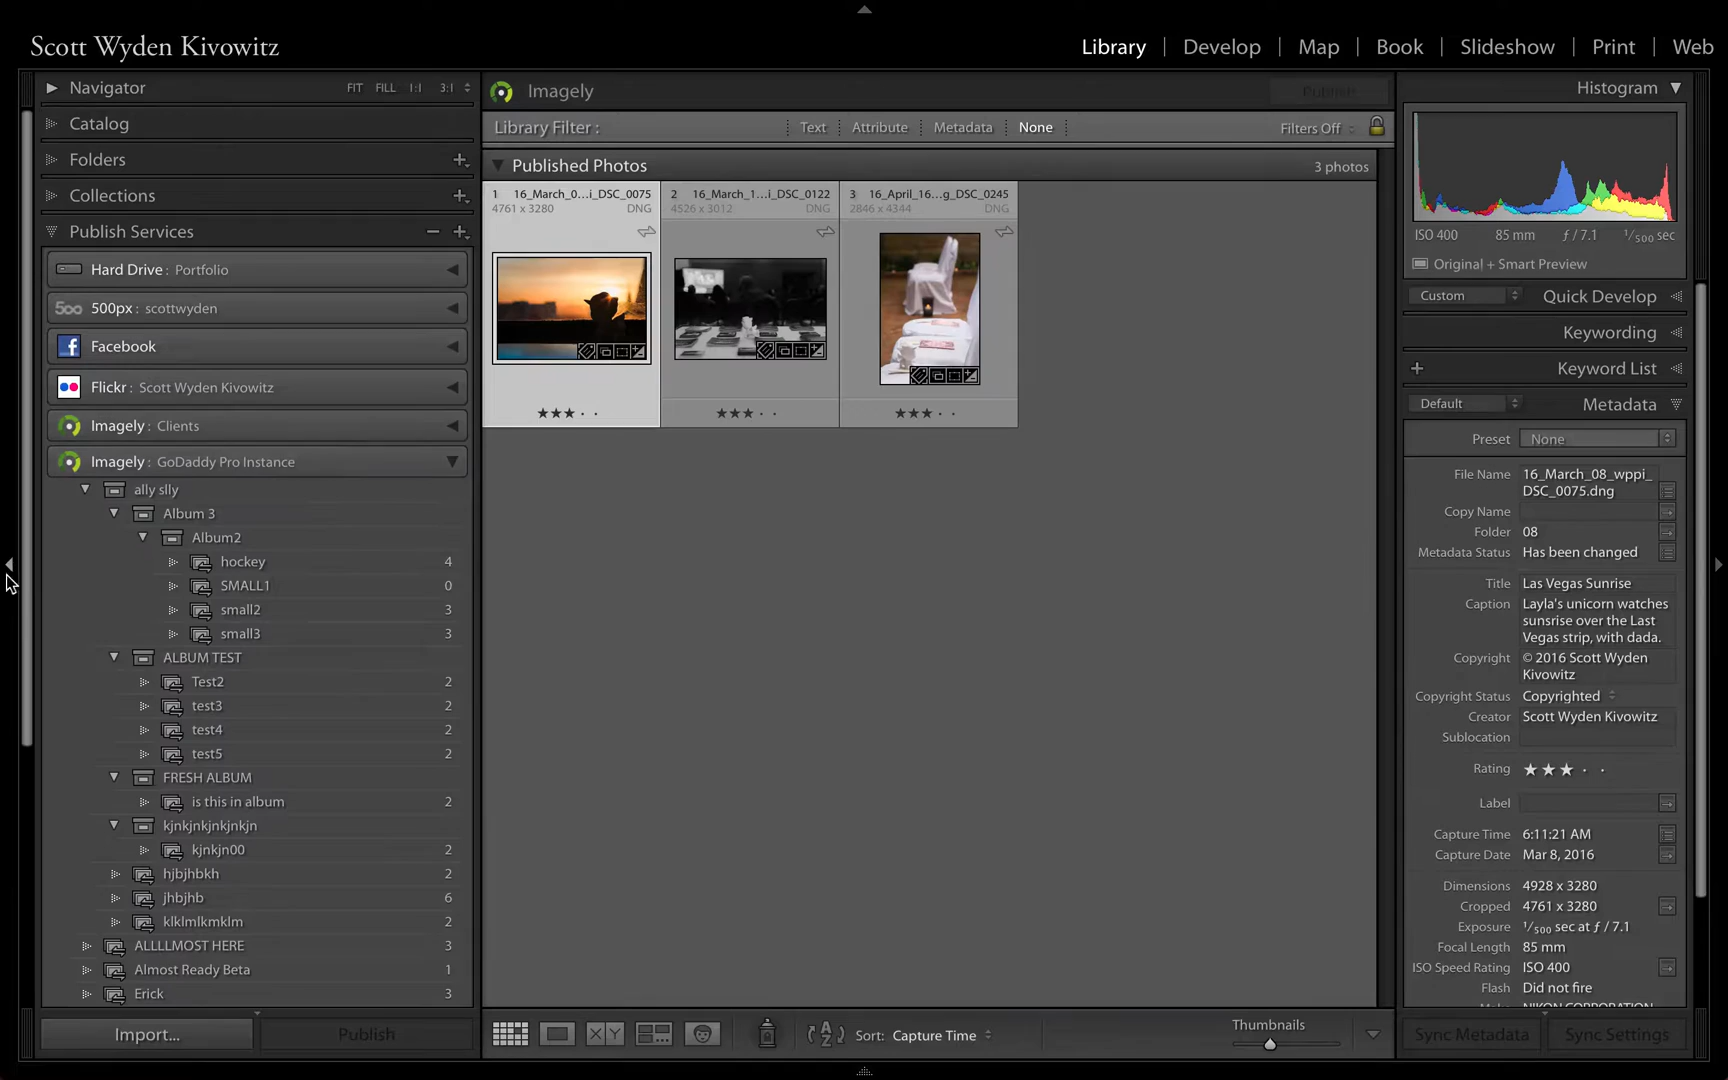 Scott Wyden Kivowitz
Library | Develop | Map | Book | Slideshow | Print | Web
Navigator FIT FILL 1:1 3:1
Catalog
Folders
Collections
Publish Services
Hard Drive : Portfolio
500px : scottwyden
Facebook
Flickr : Scott Wyden Kivowitz
Imagely : Clients
Imagely : GoDaddy Pro Instance
ally slly
Album 3
Album2
hockey 4
SMALL1 0
small2 3
small3 3
ALBUM TEST
Test2 2
test3 2
test4 2
test5 2
FRESH ALBUM
is this in album 2
kjnkjnkjnkjnkjn
kjnkjn00 2
hjbjhbkh 2
jhbjhb 6
klklmlkmklm 2
ALLLLMOST HERE 3
Almost Ready Beta 1
Erick 3
Import... Publish
Imagely Publish
Library Filter : Text Attribute Metadata None Filters Off
Published Photos 3 photos
1 16_March_0...i_DSC_0075
4761 x 3280 DNG
2 16_March_1...i_DSC_0122
4526 x 3012 DNG
3 16_April_16...g_DSC_0245
2846 x 4344 DNG
Sort: Capture Time Thumbnails
Histogram
ISO 400 85 mm ƒ / 7.1 1/500 sec
Original + Smart Preview
Custom Quick Develop
Keywording
Keyword List
Default Metadata
Preset None
File Name 16_March_08_wppi_
DSC_0075.dng
Copy Name
Folder 08
Metadata Status Has been changed
Title Las Vegas Sunrise
Caption Layla's unicorn watches
sunsrise over the Last
Vegas strip, with dada.
Copyright © 2016 Scott Wyden
Kivowitz
Copyright Status Copyrighted
Creator Scott Wyden Kivowitz
Sublocation
Rating
Label
Capture Time 6:11:21 AM
Capture Date Mar 8, 2016
Dimensions 4928 x 3280
Cropped 4761 x 3280
Exposure 1/500 sec at ƒ / 7.1
Focal Length 85 mm
ISO Speed Rating ISO 400
Flash Did not fire
Make NIKON CORPORATION
Sync Metadata Sync Settings